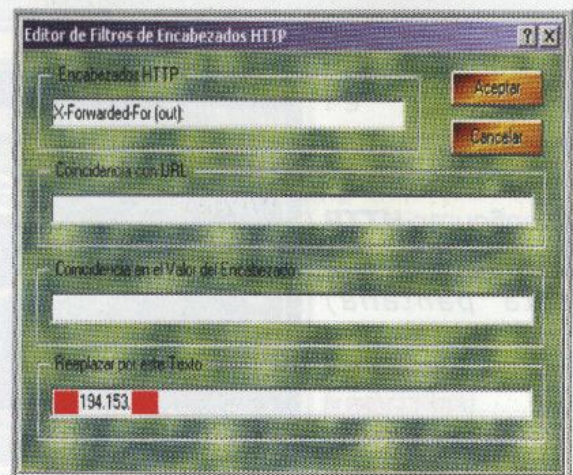 Editor de Filtros de Encabezados HTTP
Encabezados HTTP
Aceptar
X-Forwarded-For (out):
Cancelar
Coincidencia con URL
Coincidencia en el Valor del Encabezado
Reeplazar por este Texto
194.153.